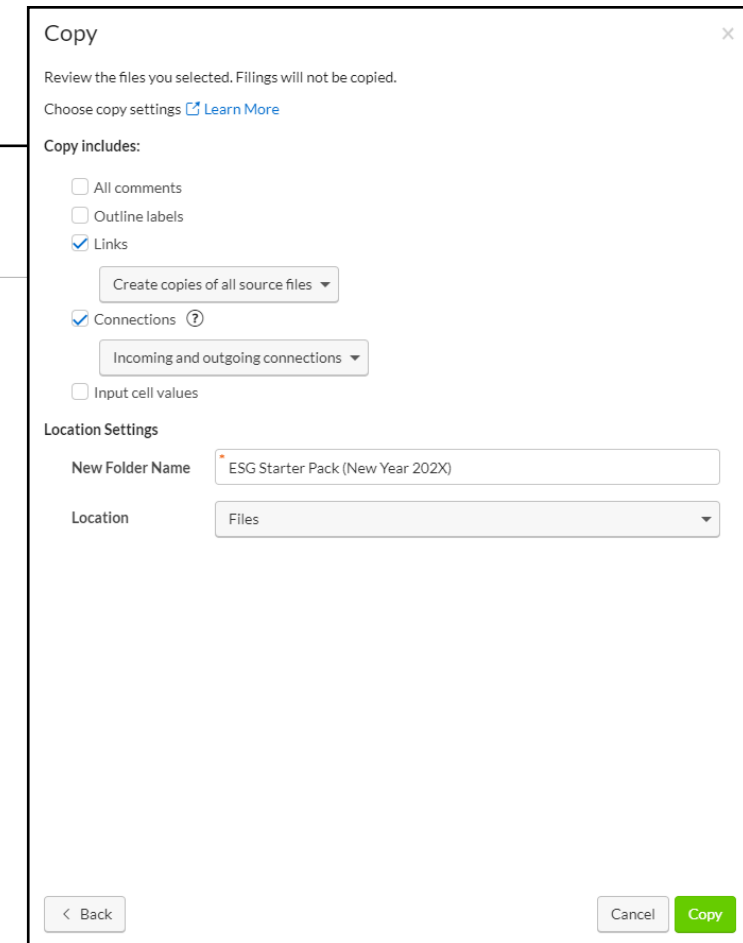 Copy
Review the files you selected. Filings will not be copied.
Choose copy settings Learn More
Copy includes:
All comments
Outline labels
Links
Create copies of all source files
Connections ?
Incoming and outgoing connections
Input cell values
Location Settings
New Folder Name * ESG Starter Pack (New Year 202X)
Location Files
< Back Cancel Copy